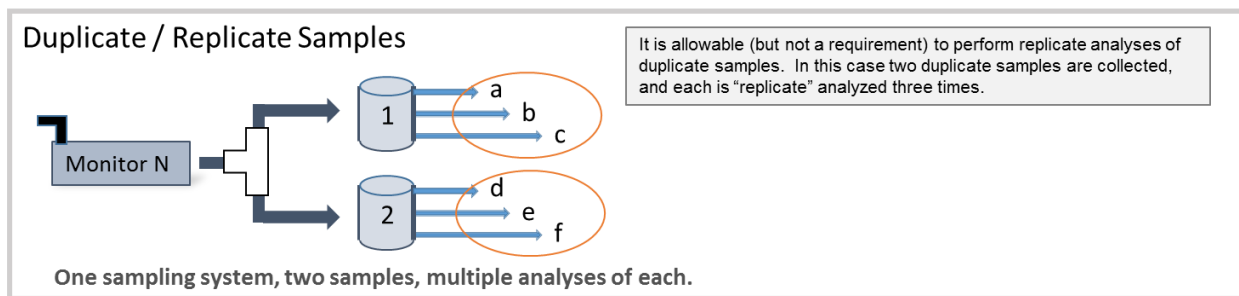 Duplicate / Replicate Samples
It is allowable (but not a requirement) to perform replicate analyses of
duplicate samples.  In this case two duplicate samples are collected,
and each is “replicate” analyzed three times.
Monitor N
1
a
b
c
2
d
e
f
One sampling system, two samples, multiple analyses of each.